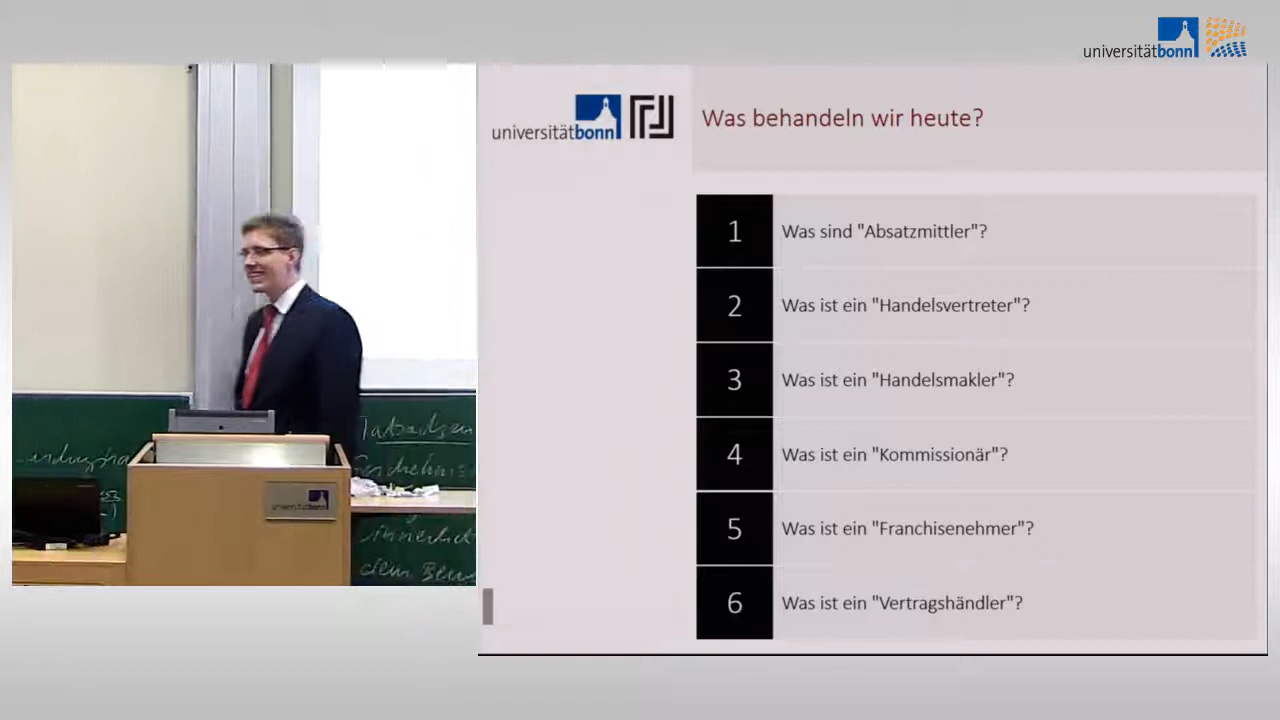 universitätbonn
universitätbonn
Was behandeln wir heute?
1 Was sind "Absatzmittler"?
2 Was ist ein "Handelsvertreter"?
3 Was ist ein "Handelsmakler"?
4 Was ist ein "Kommissionär"?
5 Was ist ein "Franchisenehmer"?
6 Was ist ein "Vertragshändler"?
universitätbonn